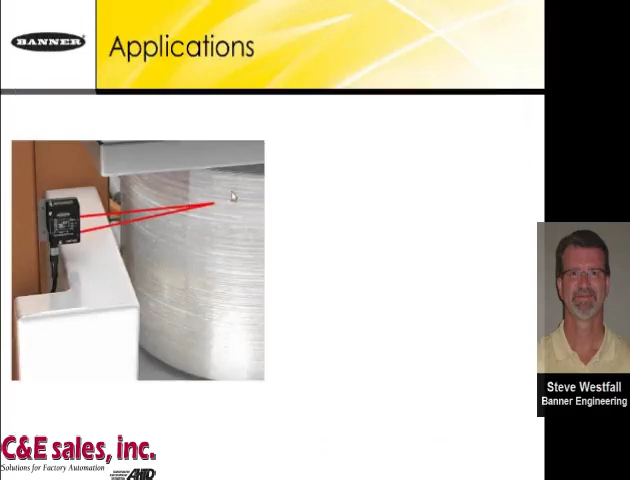 BANNER
Applications
Steve Westfall
Banner Engineering
C&E sales, inc.
Solutions for Factory Automation